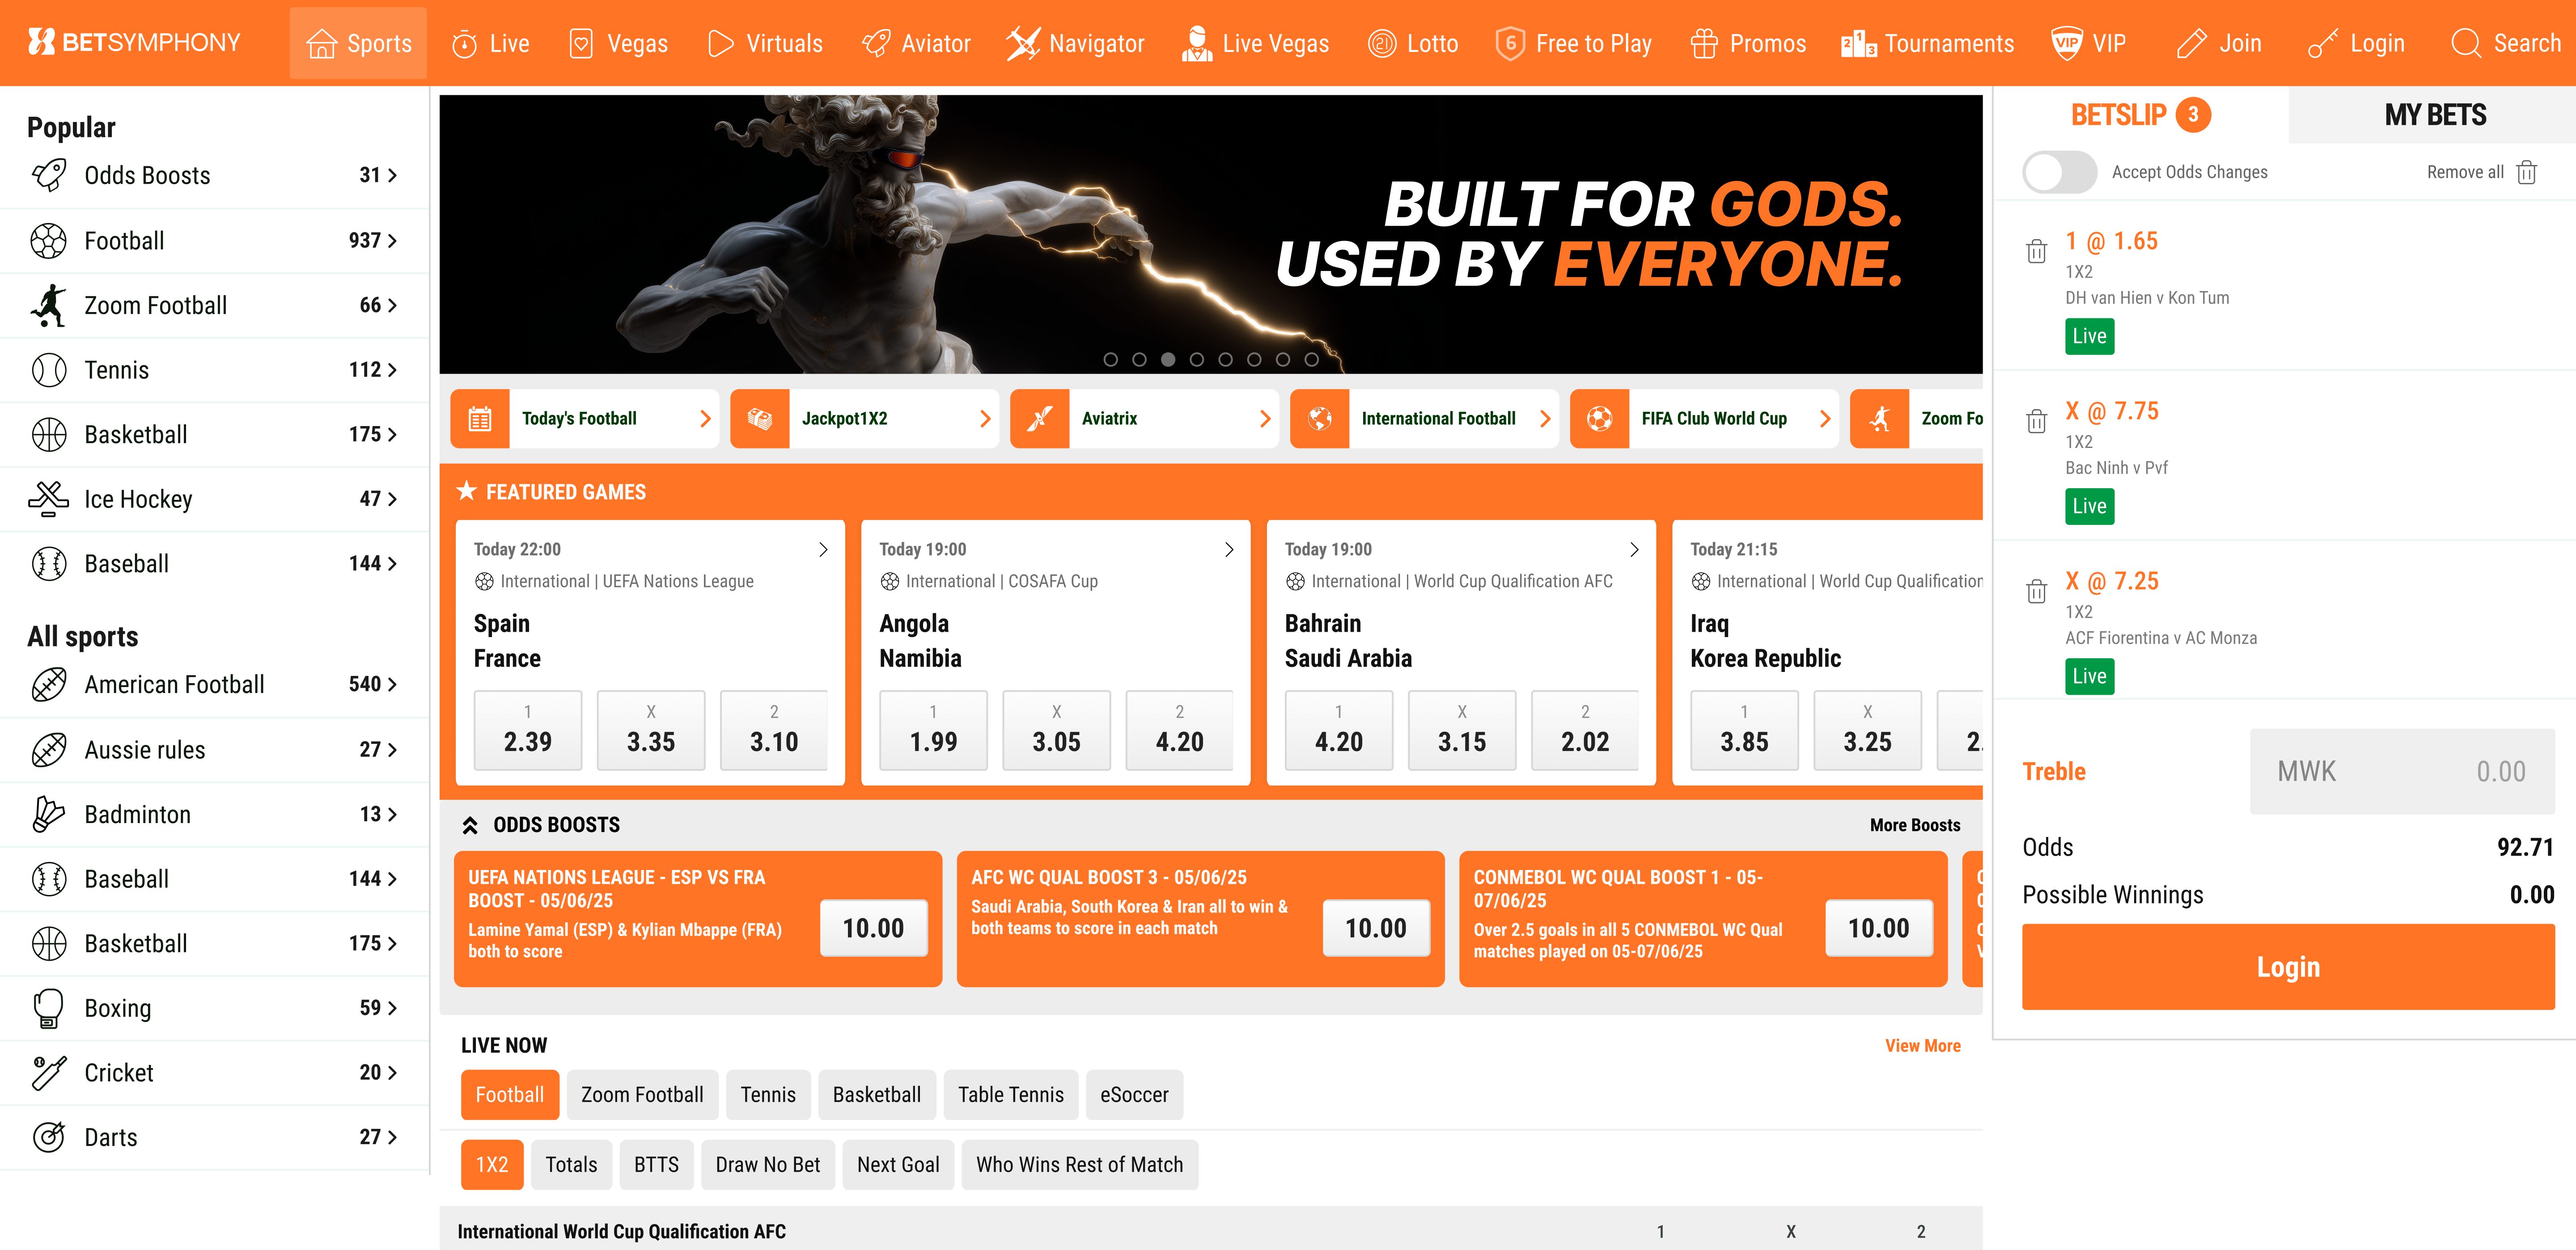 BETSYMPHONY
Sports
Live
Vegas
Virtuals
Aviator
Navigator
Live Vegas
21
Lotto
6
Free to Play
Promos
2 1 3
Tournaments
VIP
VIP
Join
Login
Search
Popular
Odds Boosts 31
Football 937
Zoom Football 66
Tennis 112
Basketball 175
Ice Hockey 47
Baseball 144
All sports
American Football 540
Aussie rules 27
Badminton 13
Baseball 144
Basketball 175
Boxing 59
Cricket 20
Darts 27
BUILT FOR GODS.
USED BY EVERYONE.
Today's Football
Jackpot1X2
Aviatrix
International Football
FIFA Club World Cup
Zoom Fo
FEATURED GAMES
Today 22:00
International | UEFA Nations League
Spain
France
1 X 2
2.39 3.35 3.10
Today 19:00
International | COSAFA Cup
Angola
Namibia
1 X 2
1.99 3.05 4.20
Today 19:00
International | World Cup Qualification AFC
Bahrain
Saudi Arabia
1 X 2
4.20 3.15 2.02
Today 21:15
International | World Cup Qualification
Iraq
Korea Republic
1 X
3.85 3.25 2.
ODDS BOOSTS
More Boosts
UEFA NATIONS LEAGUE - ESP VS FRA
BOOST - 05/06/25
Lamine Yamal (ESP) & Kylian Mbappe (FRA)
both to score
10.00
AFC WC QUAL BOOST 3 - 05/06/25
Saudi Arabia, South Korea & Iran all to win &
both teams to score in each match
10.00
CONMEBOL WC QUAL BOOST 1 - 05-
07/06/25
Over 2.5 goals in all 5 CONMEBOL WC Qual
matches played on 05-07/06/25
10.00
LIVE NOW
View More
Football
Zoom Football
Tennis
Basketball
Table Tennis
eSoccer
1X2
Totals
BTTS
Draw No Bet
Next Goal
Who Wins Rest of Match
International World Cup Qualification AFC 1 X 2
BETSLIP 3
MY BETS
Accept Odds Changes
Remove all
1 @ 1.65
1X2
DH van Hien v Kon Tum
Live
X @ 7.75
1X2
Bac Ninh v Pvf
Live
X @ 7.25
1X2
ACF Fiorentina v AC Monza
Live
Treble
MWK 0.00
Odds 92.71
Possible Winnings 0.00
Login